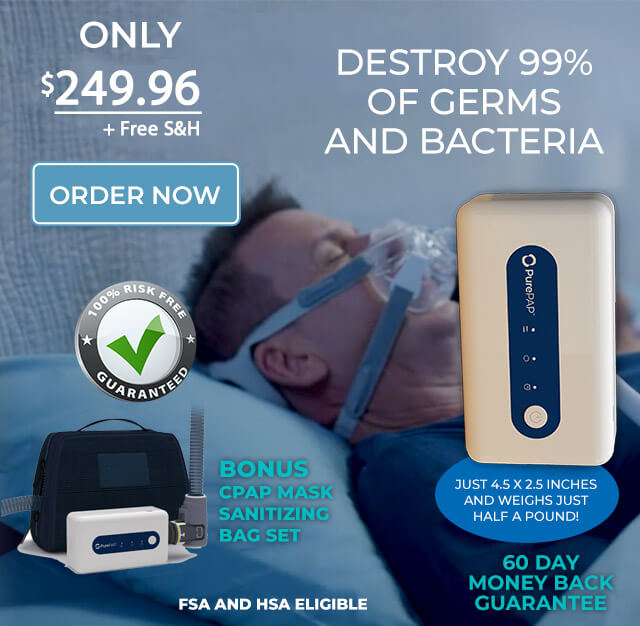 ONLY
$249.96
+ Free S&H
ORDER NOW
DESTROY 99%
OF GERMS
AND BACTERIA
100% RISK FREE
GUARANTEED
PurePAP
BONUS
CPAP MASK
SANITIZING
BAG SET
PurePAP
JUST 4.5 X 2.5 INCHES
AND WEIGHS JUST
HALF A POUND!
60 DAY
MONEY BACK
GUARANTEE
FSA AND HSA ELIGIBLE